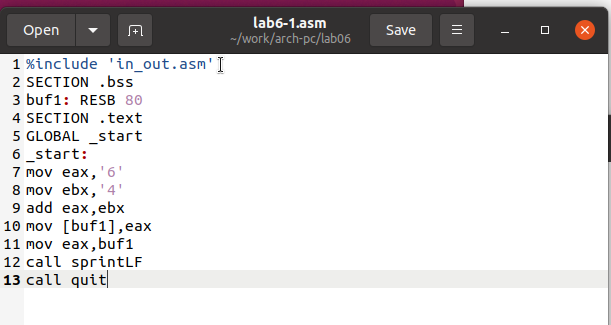 Open
lab6-1.asm
~/work/arch-pc/lab06
Save
1 %include 'in_out.asm'
2 SECTION .bss
3 buf1: RESB 80
4 SECTION .text
5 GLOBAL _start
6 _start:
7 mov eax,'6'
8 mov ebx,'4'
9 add eax,ebx
10 mov [buf1],eax
11 mov eax,buf1
12 call sprintLF
13 call quit